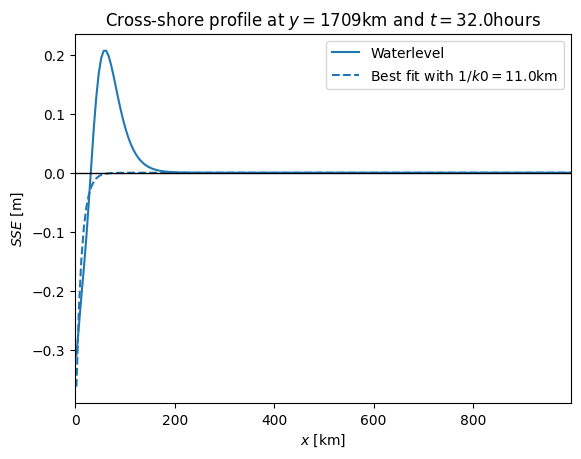 Cross-shore profile at y = 1709km and t = 32.0hours
Waterlevel
Best fit with 1/k0 = 11.0km
0.2
0.1
0.0
−0.1
−0.2
−0.3
SSE [m]
0 200 400 600 800
x [km]